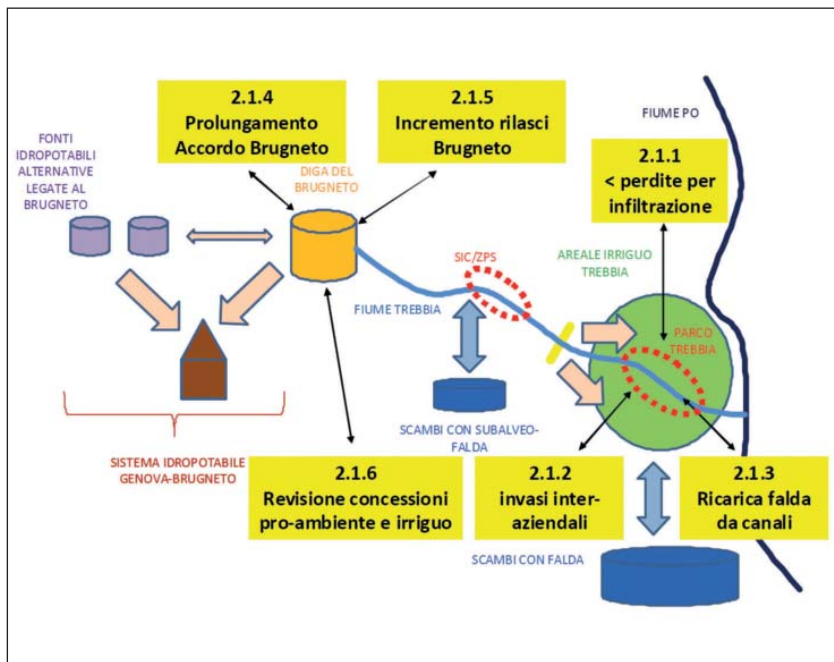 2.1.4
Prolungamento
Accordo Brugneto
2.1.5
Incremento rilasci
Brugneto
FIUME PO
FONTI
IDROPOTABILI
ALTERNATIVE
LEGATE AL
BRUGNETO
DIGA DEL
BRUGNETO
2.1.1
< perdite per
infiltrazione
SIC/ZPS
AREALE IRRIGUO
TREBBIA
FIUME TREBBIA
PARCO
TREBBIA
SCAMBI CON SUBALVEO-
FALDA
SISTEMA IDROPOTABILE
GENOVA-BRUGNETO
2.1.6
Revisione concessioni
pro-ambiente e irriguo
2.1.2
invasi inter-
aziendali
2.1.3
Ricarica falda
da canali
SCAMBI CON FALDA